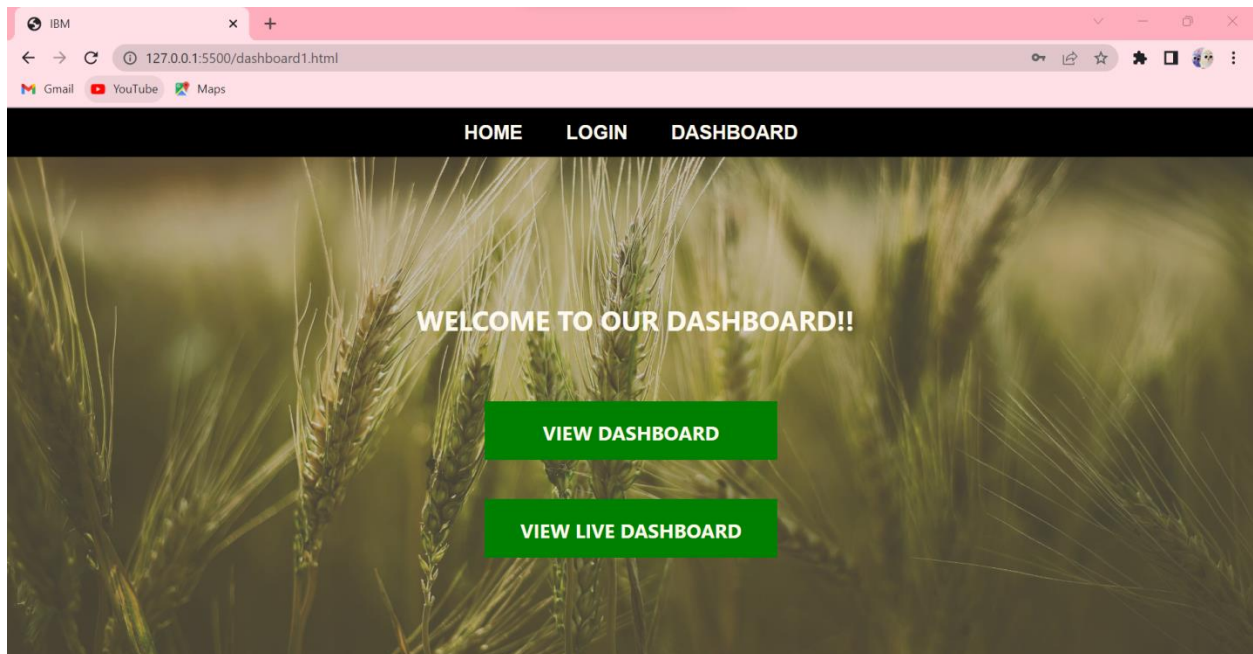 IBM
127.0.0.1:5500/dashboard1.html
Gmail YouTube Maps
HOME LOGIN DASHBOARD
WELCOME TO OUR DASHBOARD!!
VIEW DASHBOARD
VIEW LIVE DASHBOARD